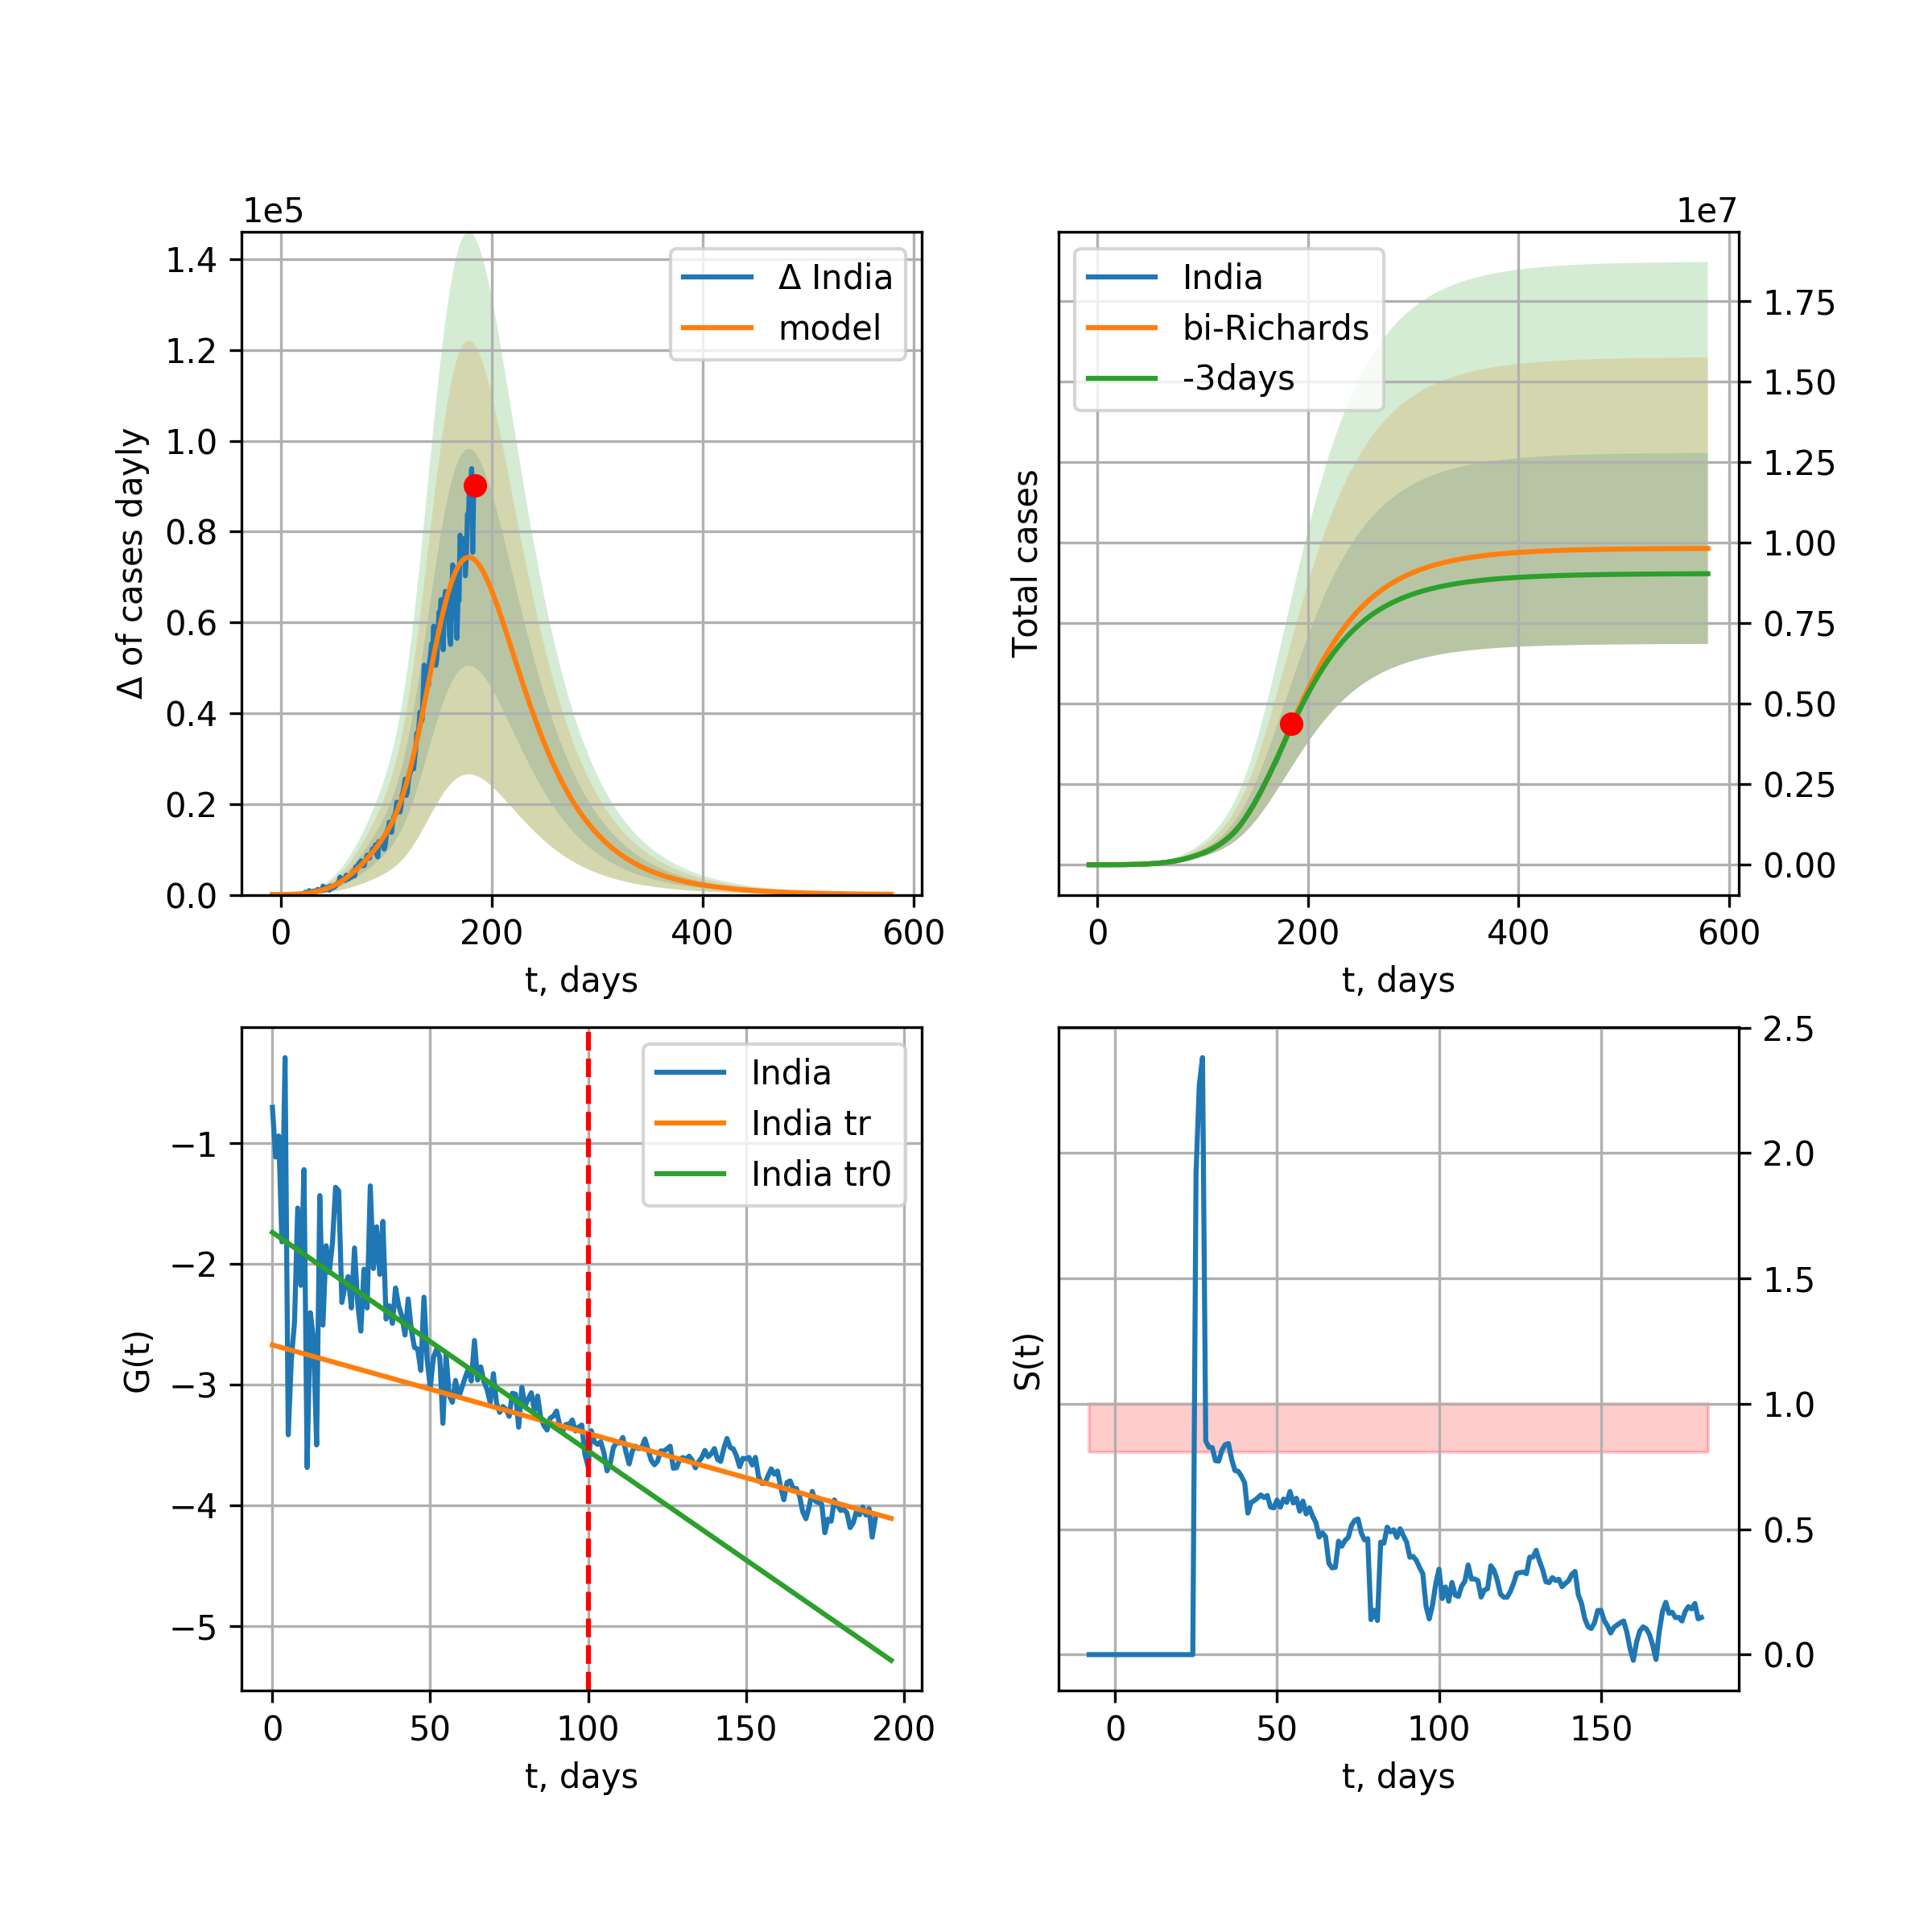 1e5
Δ of cases dayly
1.4
1.2
1.0
0.8
0.6
0.4
0.2
0.0
Δ India
model
0 200 400 600
t, days
1e7
Total cases
India
bi-Richards
-3days
1.75
1.50
1.25
1.00
0.75
0.50
0.25
0.00
0 200 400 600
t, days
G(t)
−1
−2
−3
−4
−5
India
India tr
India tr0
0 50 100 150 200
t, days
S(t)
2.5
2.0
1.5
1.0
0.5
0.0
0 50 100 150
t, days